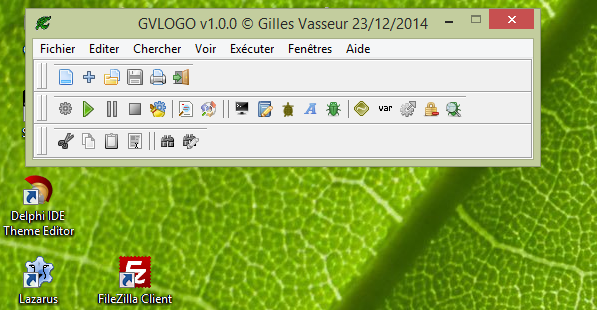 GVLOGO v1.0.0 © Gilles Vasseur 23/12/2014
Fichier Editer Chercher Voir Exécuter Fenêtres Aide
var
Delphi IDE
Theme Editor
Lazarus
FileZilla Client